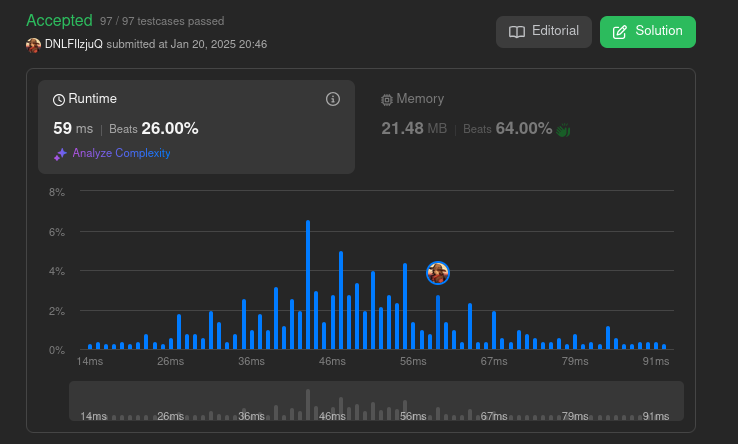 Accepted 97 / 97 testcases passed
DNLFIlzjuQ submitted at Jan 20, 2025 20:46
Editorial
Solution
Runtime
59 ms | Beats 26.00%
Analyze Complexity
Memory
21.48 MB | Beats 64.00%
8%
6%
4%
2%
0%
14ms 26ms 36ms 46ms 56ms 67ms 79ms 91ms
14ms 26ms 36ms 46ms 56ms 67ms 79ms 91ms